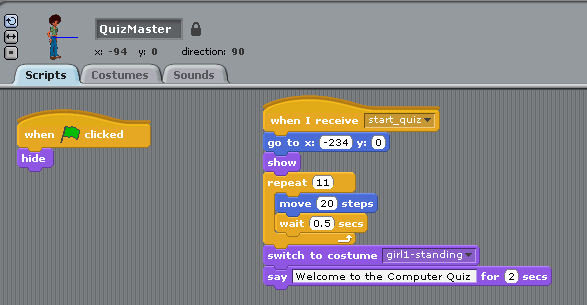 QuizMaster
x: -94 y: 0 direction: 90
Scripts Costumes Sounds
when clicked
hide
when I receive start_quiz
go to x: -234 y: 0
show
repeat 11
move 20 steps
wait 0.5 secs
switch to costume girl1-standing
say Welcome to the Computer Quiz for 2 secs